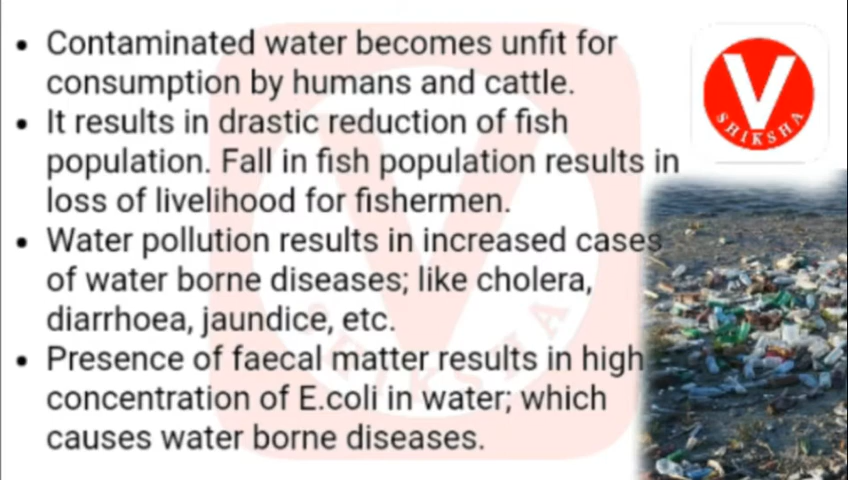 • Contaminated water becomes unfit for
consumption by humans and cattle.
• It results in drastic reduction of fish
population. Fall in fish population results in
loss of livelihood for fishermen.
• Water pollution results in increased cases
of water borne diseases; like cholera,
diarrhoea, jaundice, etc.
• Presence of faecal matter results in high
concentration of E.coli in water; which
causes water borne diseases.
V
SHIKSHA
V
SHIKSHA